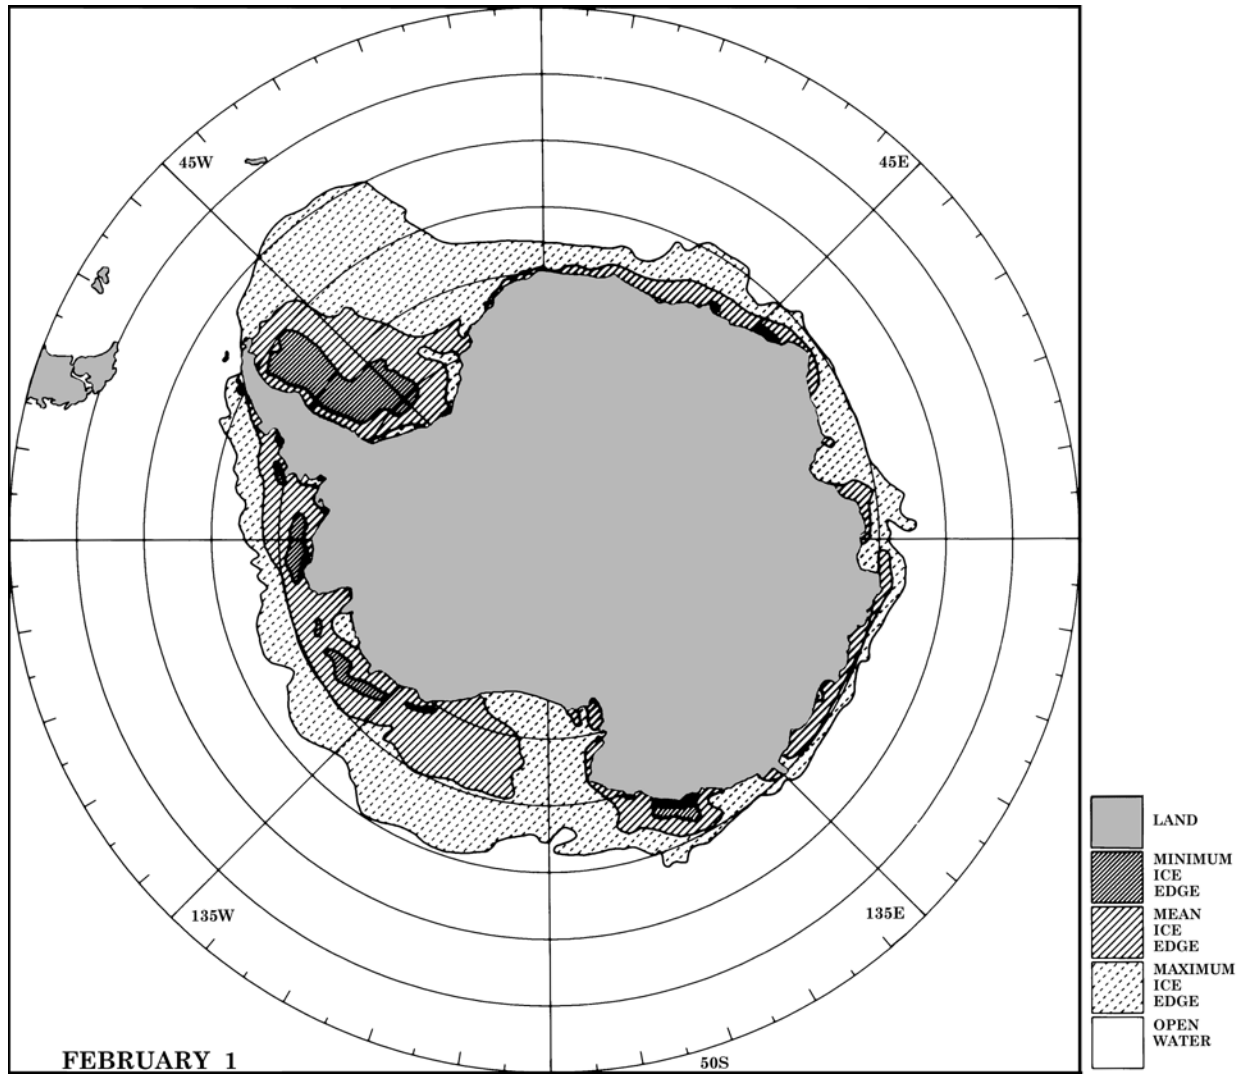 45W
45E
135W
135E
50S
FEBRUARY 1
LAND
MINIMUM
ICE
EDGE
MEAN
ICE
EDGE
MAXIMUM
ICE
EDGE
OPEN
WATER